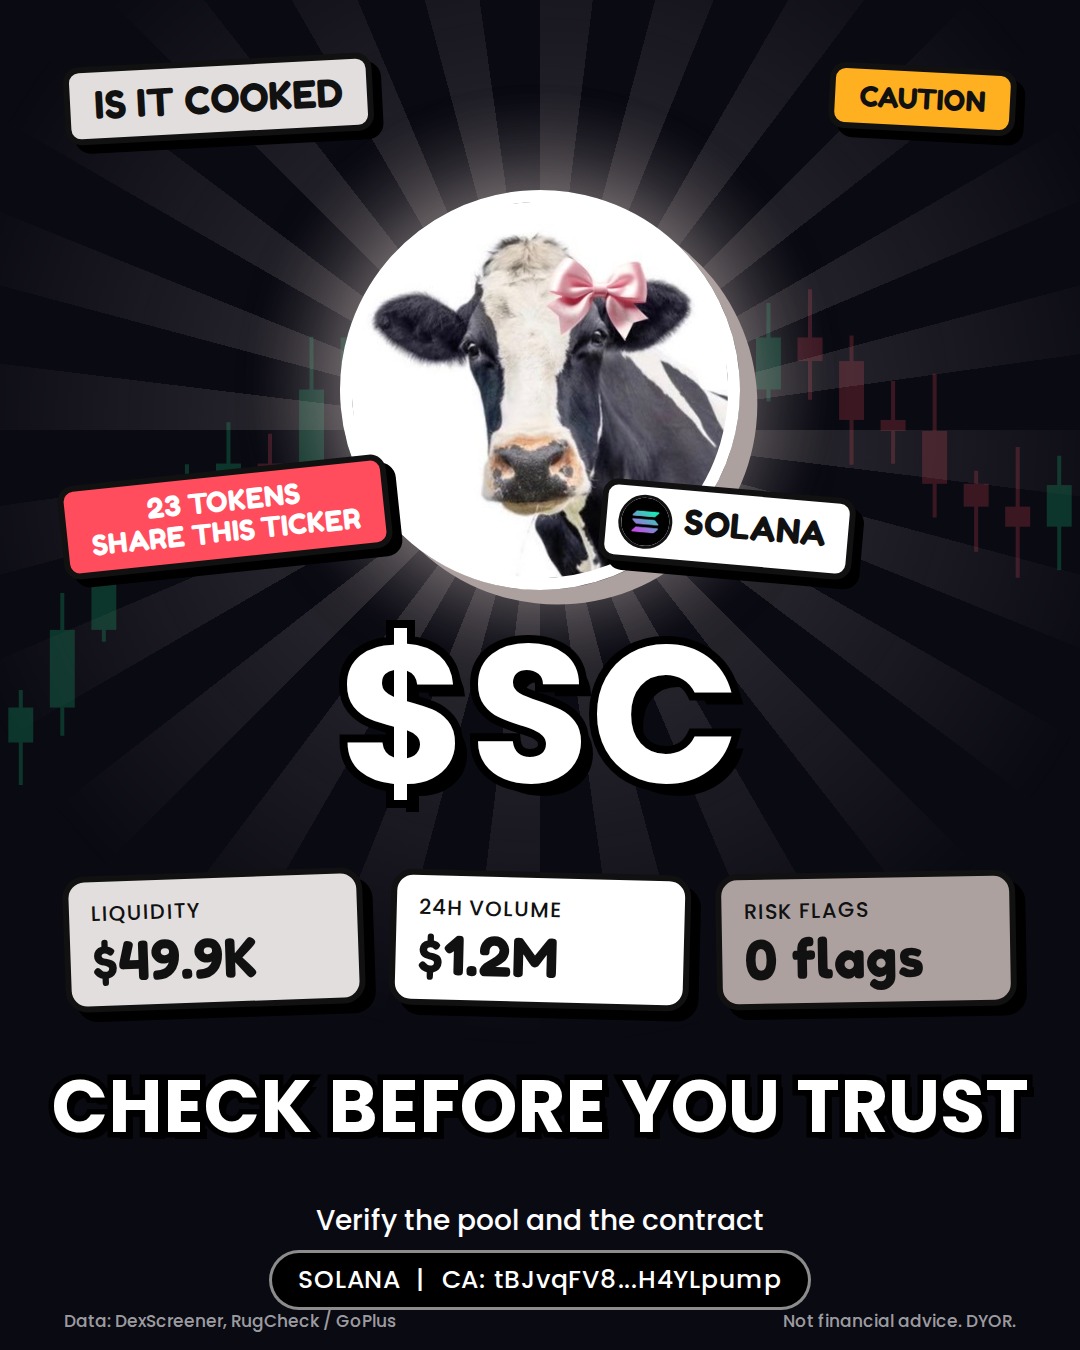 IS IT COOKED
CAUTION
23 TOKENS
SHARE THIS TICKER
SOLANA
$SC
LIQUIDITY
$49.9K
24H VOLUME
$1.2M
RISK FLAGS
0 flags
CHECK BEFORE YOU TRUST
Verify the pool and the contract
SOLANA | CA: tBJvqFV8...H4YLpump
Data: DexScreener, RugCheck / GoPlus
Not financial advice. DYOR.